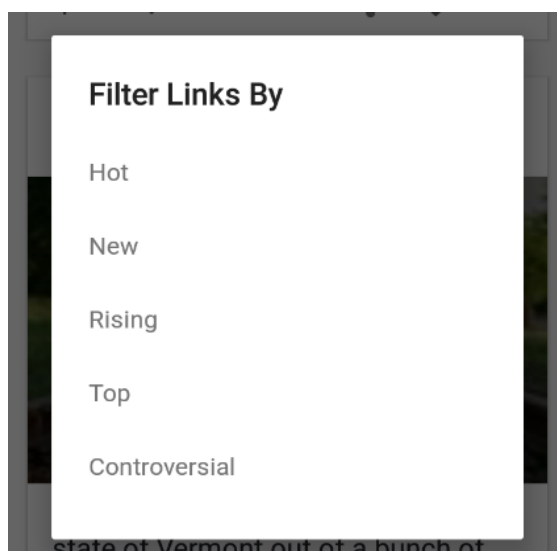 Filter Links By
Hot
New
Rising
Top
Controversial
state of Vermont out of a bunch of